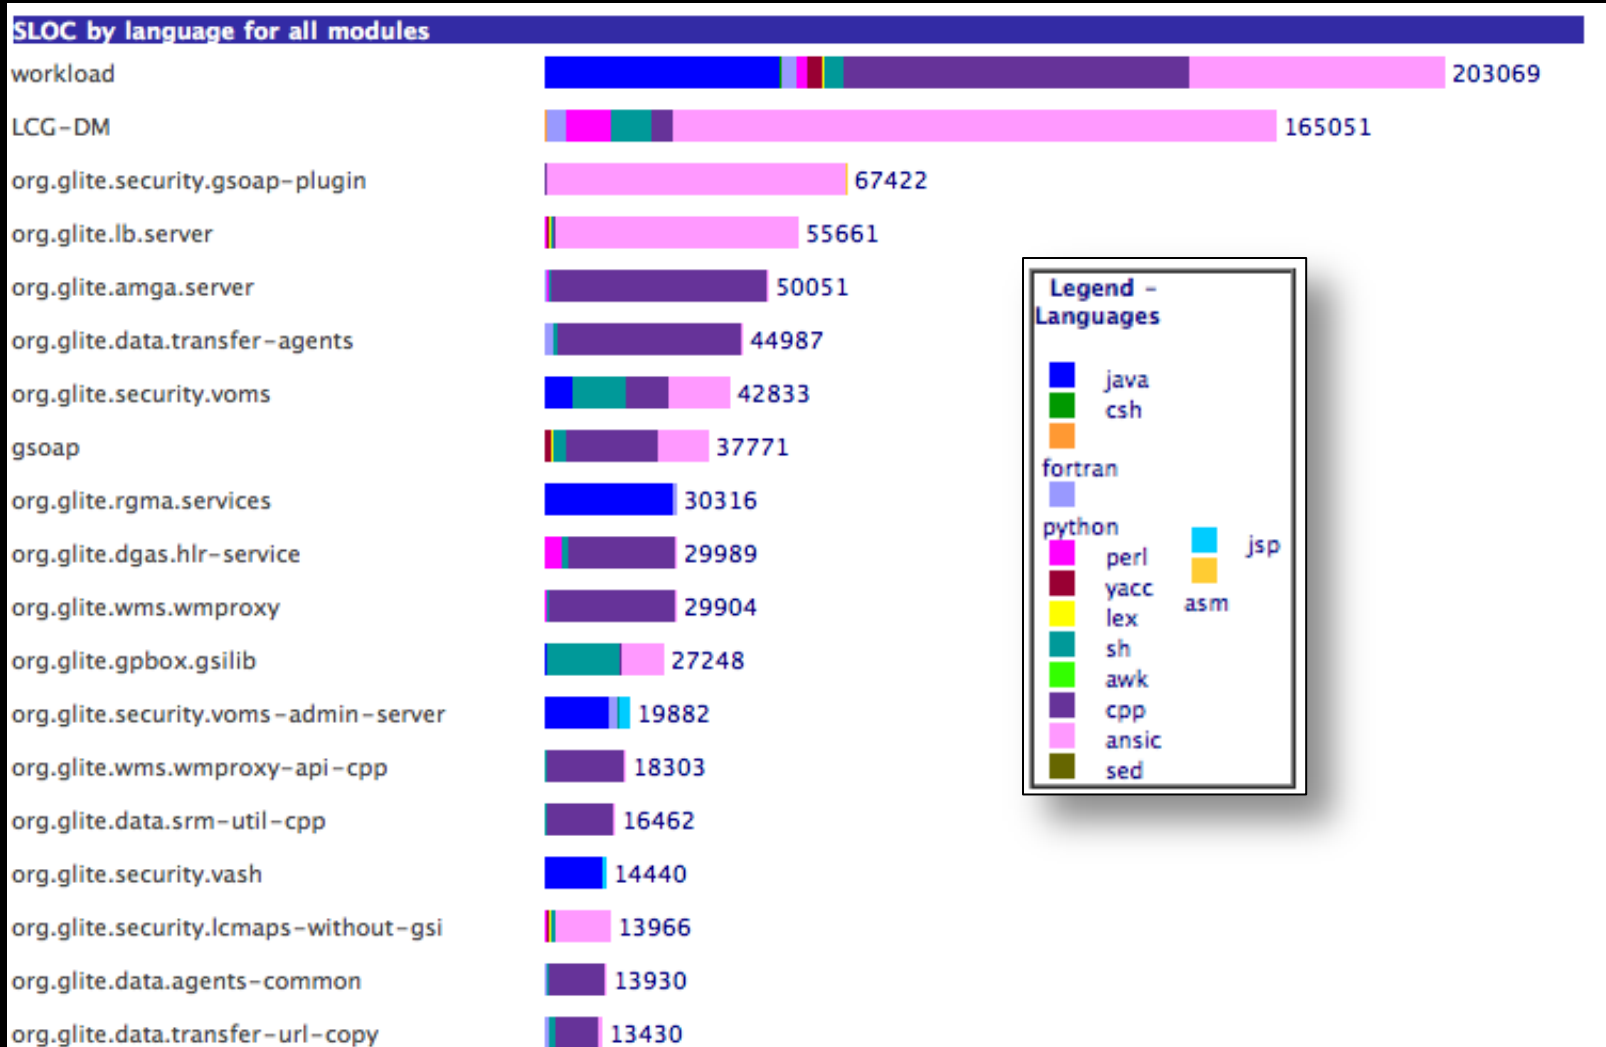 SLOC by language for all modules
workload 203069
LCG-DM 165051
org.glite.security.gsoap-plugin 67422
org.glite.lb.server 55661
org.glite.amga.server 50051
org.glite.data.transfer-agents 44987
org.glite.security.voms 42833
gsoap 37771
org.glite.rgma.services 30316
org.glite.dgas.hlr-service 29989
org.glite.wms.wmproxy 29904
org.glite.gpbox.gsilib 27248
org.glite.security.voms-admin-server 19882
org.glite.wms.wmproxy-api-cpp 18303
org.glite.data.srm-util-cpp 16462
org.glite.security.vash 14440
org.glite.security.lcmaps-without-gsi 13966
org.glite.data.agents-common 13930
org.glite.data.transfer-url-copy 13430
Legend -
Languages
java
csh
fortran
python
perl
yacc
lex
sh
awk
cpp
ansic
sed
jsp
asm